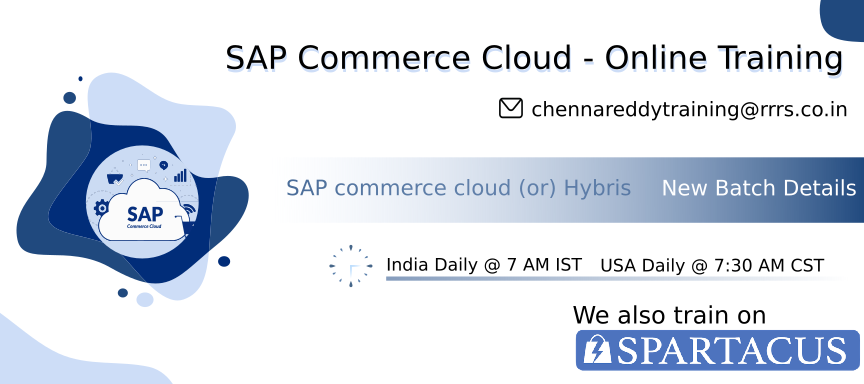 SAP Commerce Cloud - Online Training
chennareddytraining@rrrs.co.in
SAP
Commerce Cloud
SAP commerce cloud (or) Hybris New Batch Details
India Daily @ 7 AM IST USA Daily @ 7:30 AM CST
We also train on
SPARTACUS